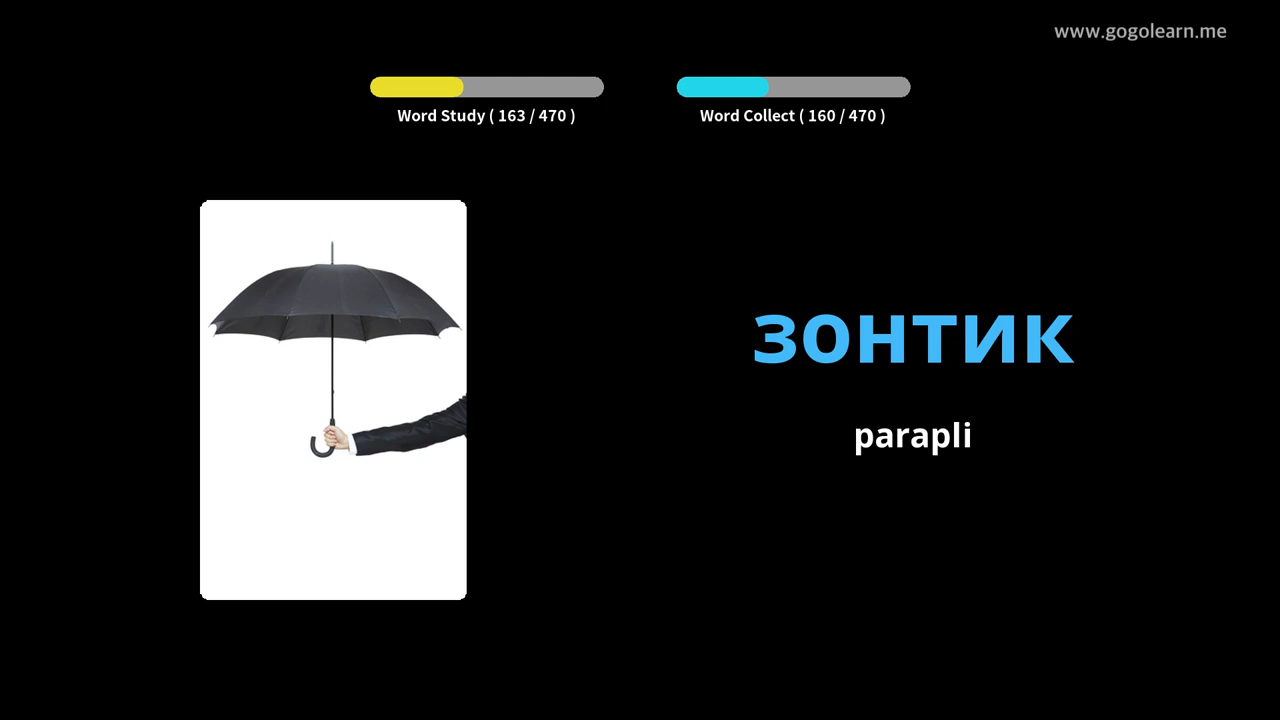 www.gogolearn.me
Word Study ( 163 / 470 )
Word Collect ( 160 / 470 )
зонтик
parapli